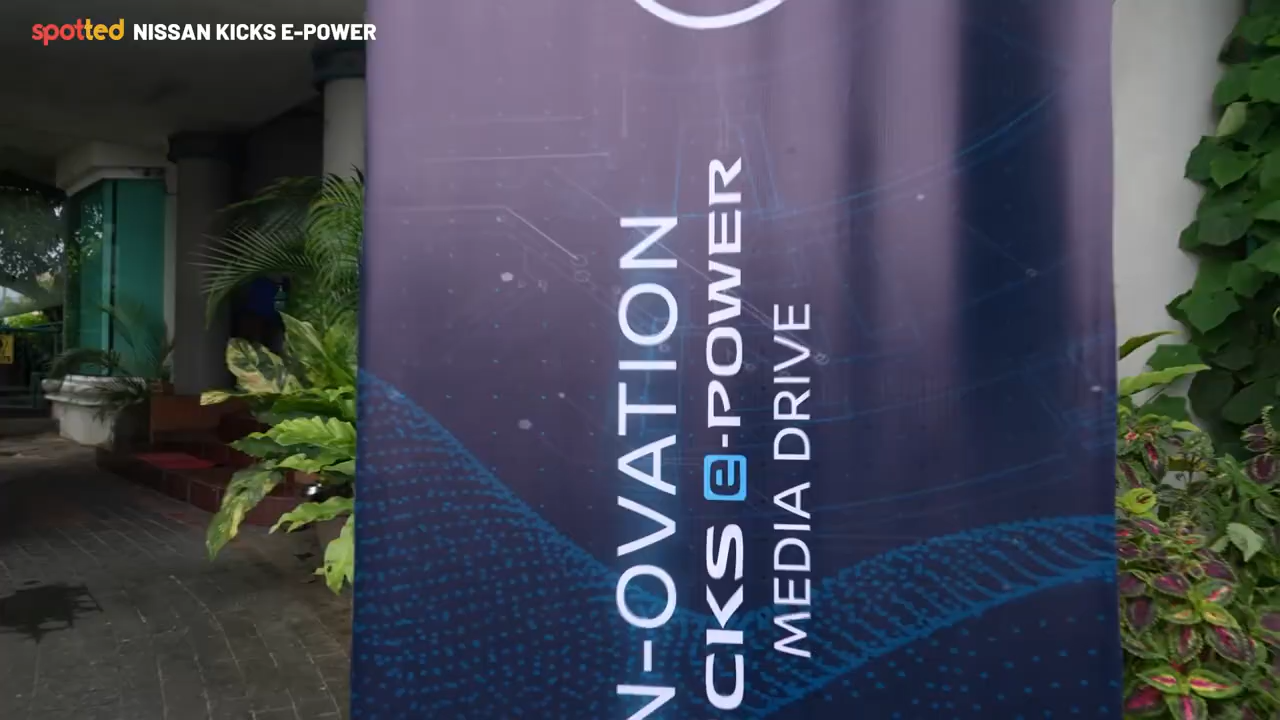 spotted NISSAN KICKS E-POWER
N-OVATION
CKS e-POWER
MEDIA DRIVE